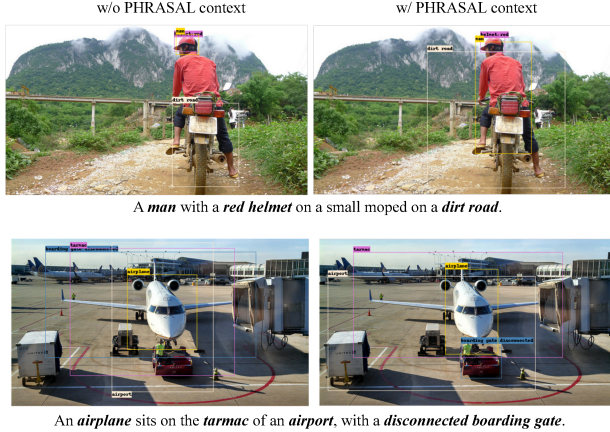 w/o PHRASAL context
w/ PHRASAL context
man
helmet red
dirt road
helmet red
man
dirt road
A man with a red helmet on a small moped on a dirt road.
tarmac
boarding gate disconnected
airplane
airport
tarmac
airport
airplane
boarding gate disconnected
An airplane sits on the tarmac of an airport, with a disconnected boarding gate.